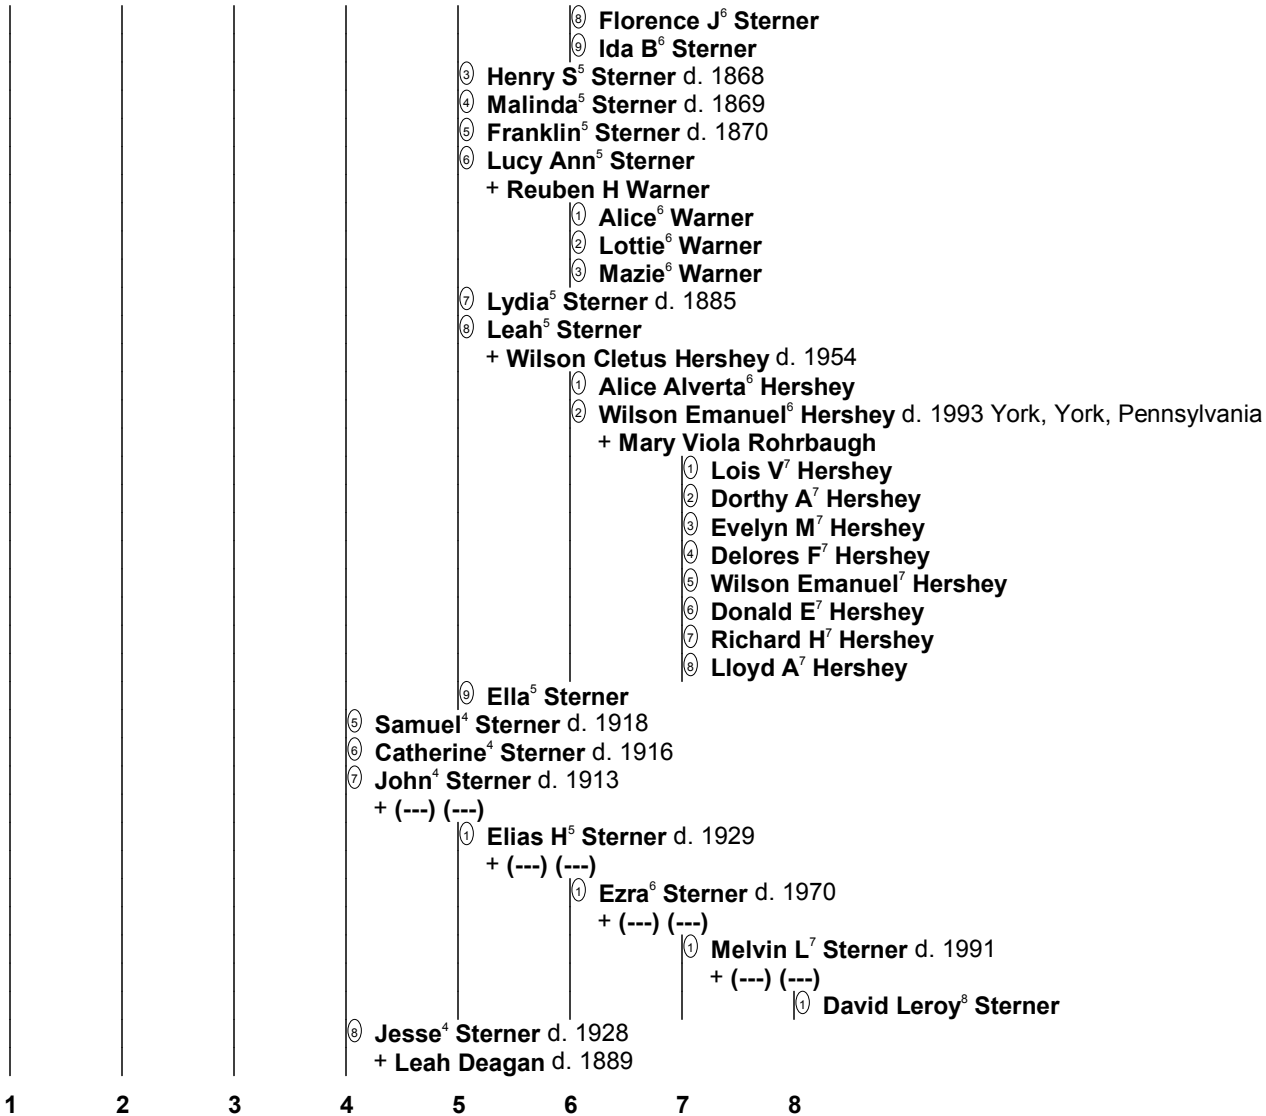 ⑧ Florence J⁶ Sterner
⑨ Ida B⁶ Sterner
③ Henry S⁵ Sterner d. 1868
④ Malinda⁵ Sterner d. 1869
⑤ Franklin⁵ Sterner d. 1870
⑥ Lucy Ann⁵ Sterner
+ Reuben H Warner
① Alice⁶ Warner
② Lottie⁶ Warner
③ Mazie⁶ Warner
⑦ Lydia⁵ Sterner d. 1885
⑧ Leah⁵ Sterner
+ Wilson Cletus Hershey d. 1954
① Alice Alverta⁶ Hershey
② Wilson Emanuel⁶ Hershey d. 1993 York, York, Pennsylvania
+ Mary Viola Rohrbaugh
① Lois V⁷ Hershey
② Dorthy A⁷ Hershey
③ Evelyn M⁷ Hershey
④ Delores F⁷ Hershey
⑤ Wilson Emanuel⁷ Hershey
⑥ Donald E⁷ Hershey
⑦ Richard H⁷ Hershey
⑧ Lloyd A⁷ Hershey
⑨ Ella⁵ Sterner
⑤ Samuel⁴ Sterner d. 1918
⑥ Catherine⁴ Sterner d. 1916
⑦ John⁴ Sterner d. 1913
+ (---) (---)
① Elias H⁵ Sterner d. 1929
+ (---) (---)
① Ezra⁶ Sterner d. 1970
+ (---) (---)
① Melvin L⁷ Sterner d. 1991
+ (---) (---)
① David Leroy⁸ Sterner
⑧ Jesse⁴ Sterner d. 1928
+ Leah Deagan d. 1889
1 2 3 4 5 6 7 8